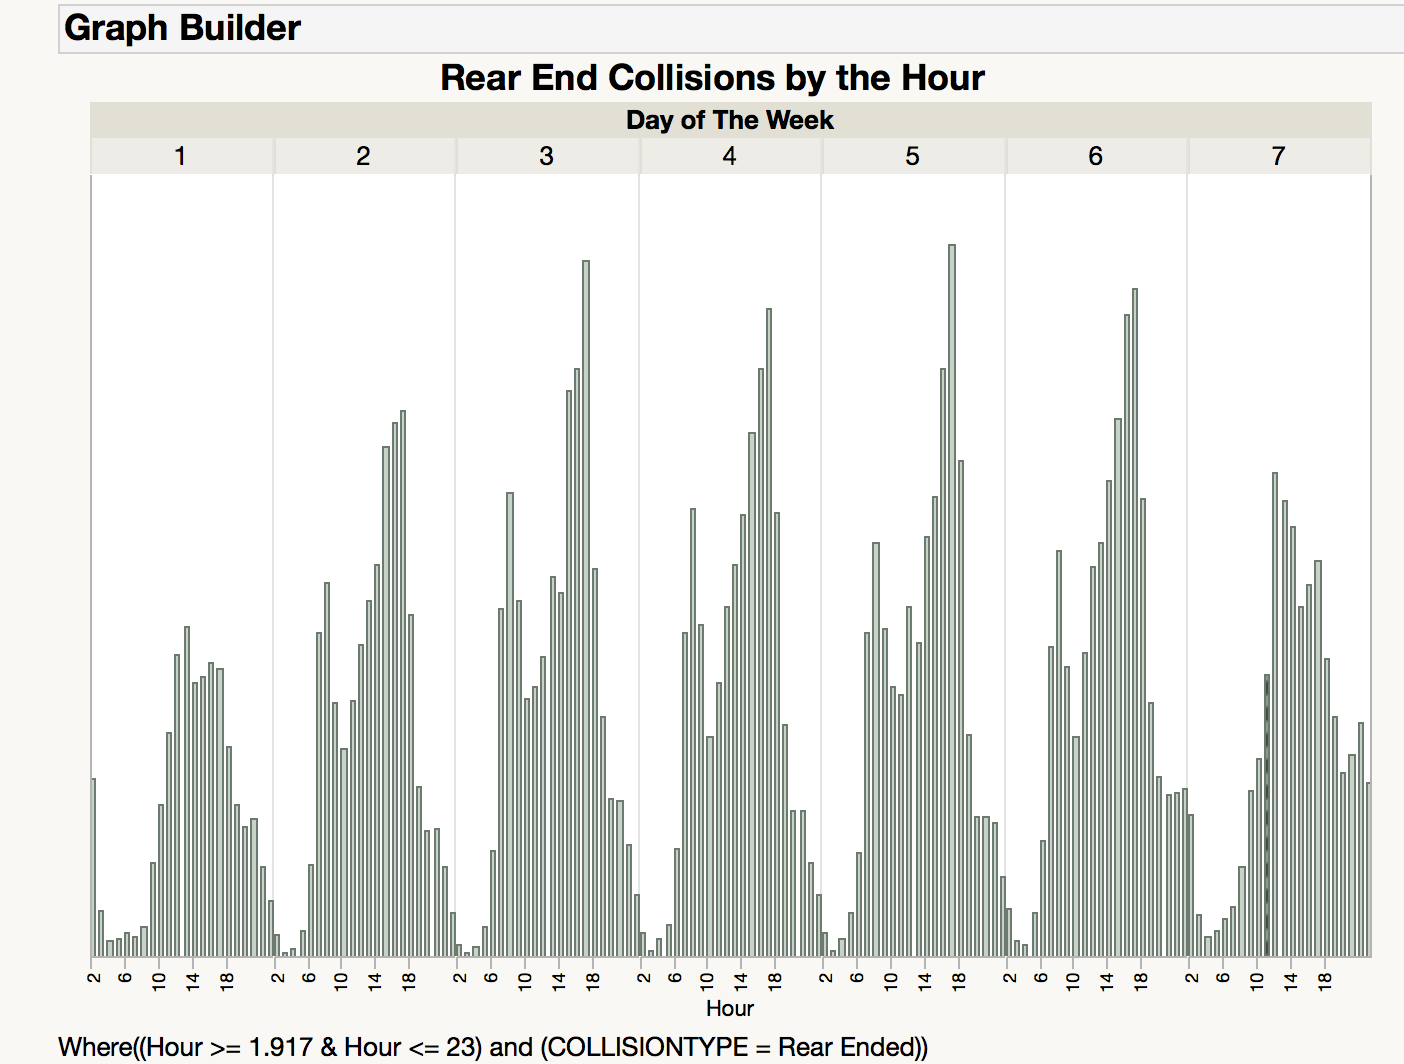 Graph Builder
Rear End Collisions by the Hour
Day of The Week
1 2 3 4 5 6 7
2 6 10 14 18 2 6 10 14 18 2 6 10 14 18 2 6 10 14 18 2 6 10 14 18 2 6 10 14 18 2 6 10 14 18
Hour
Where((Hour >= 1.917 & Hour <= 23) and (COLLISIONTYPE = Rear Ended))